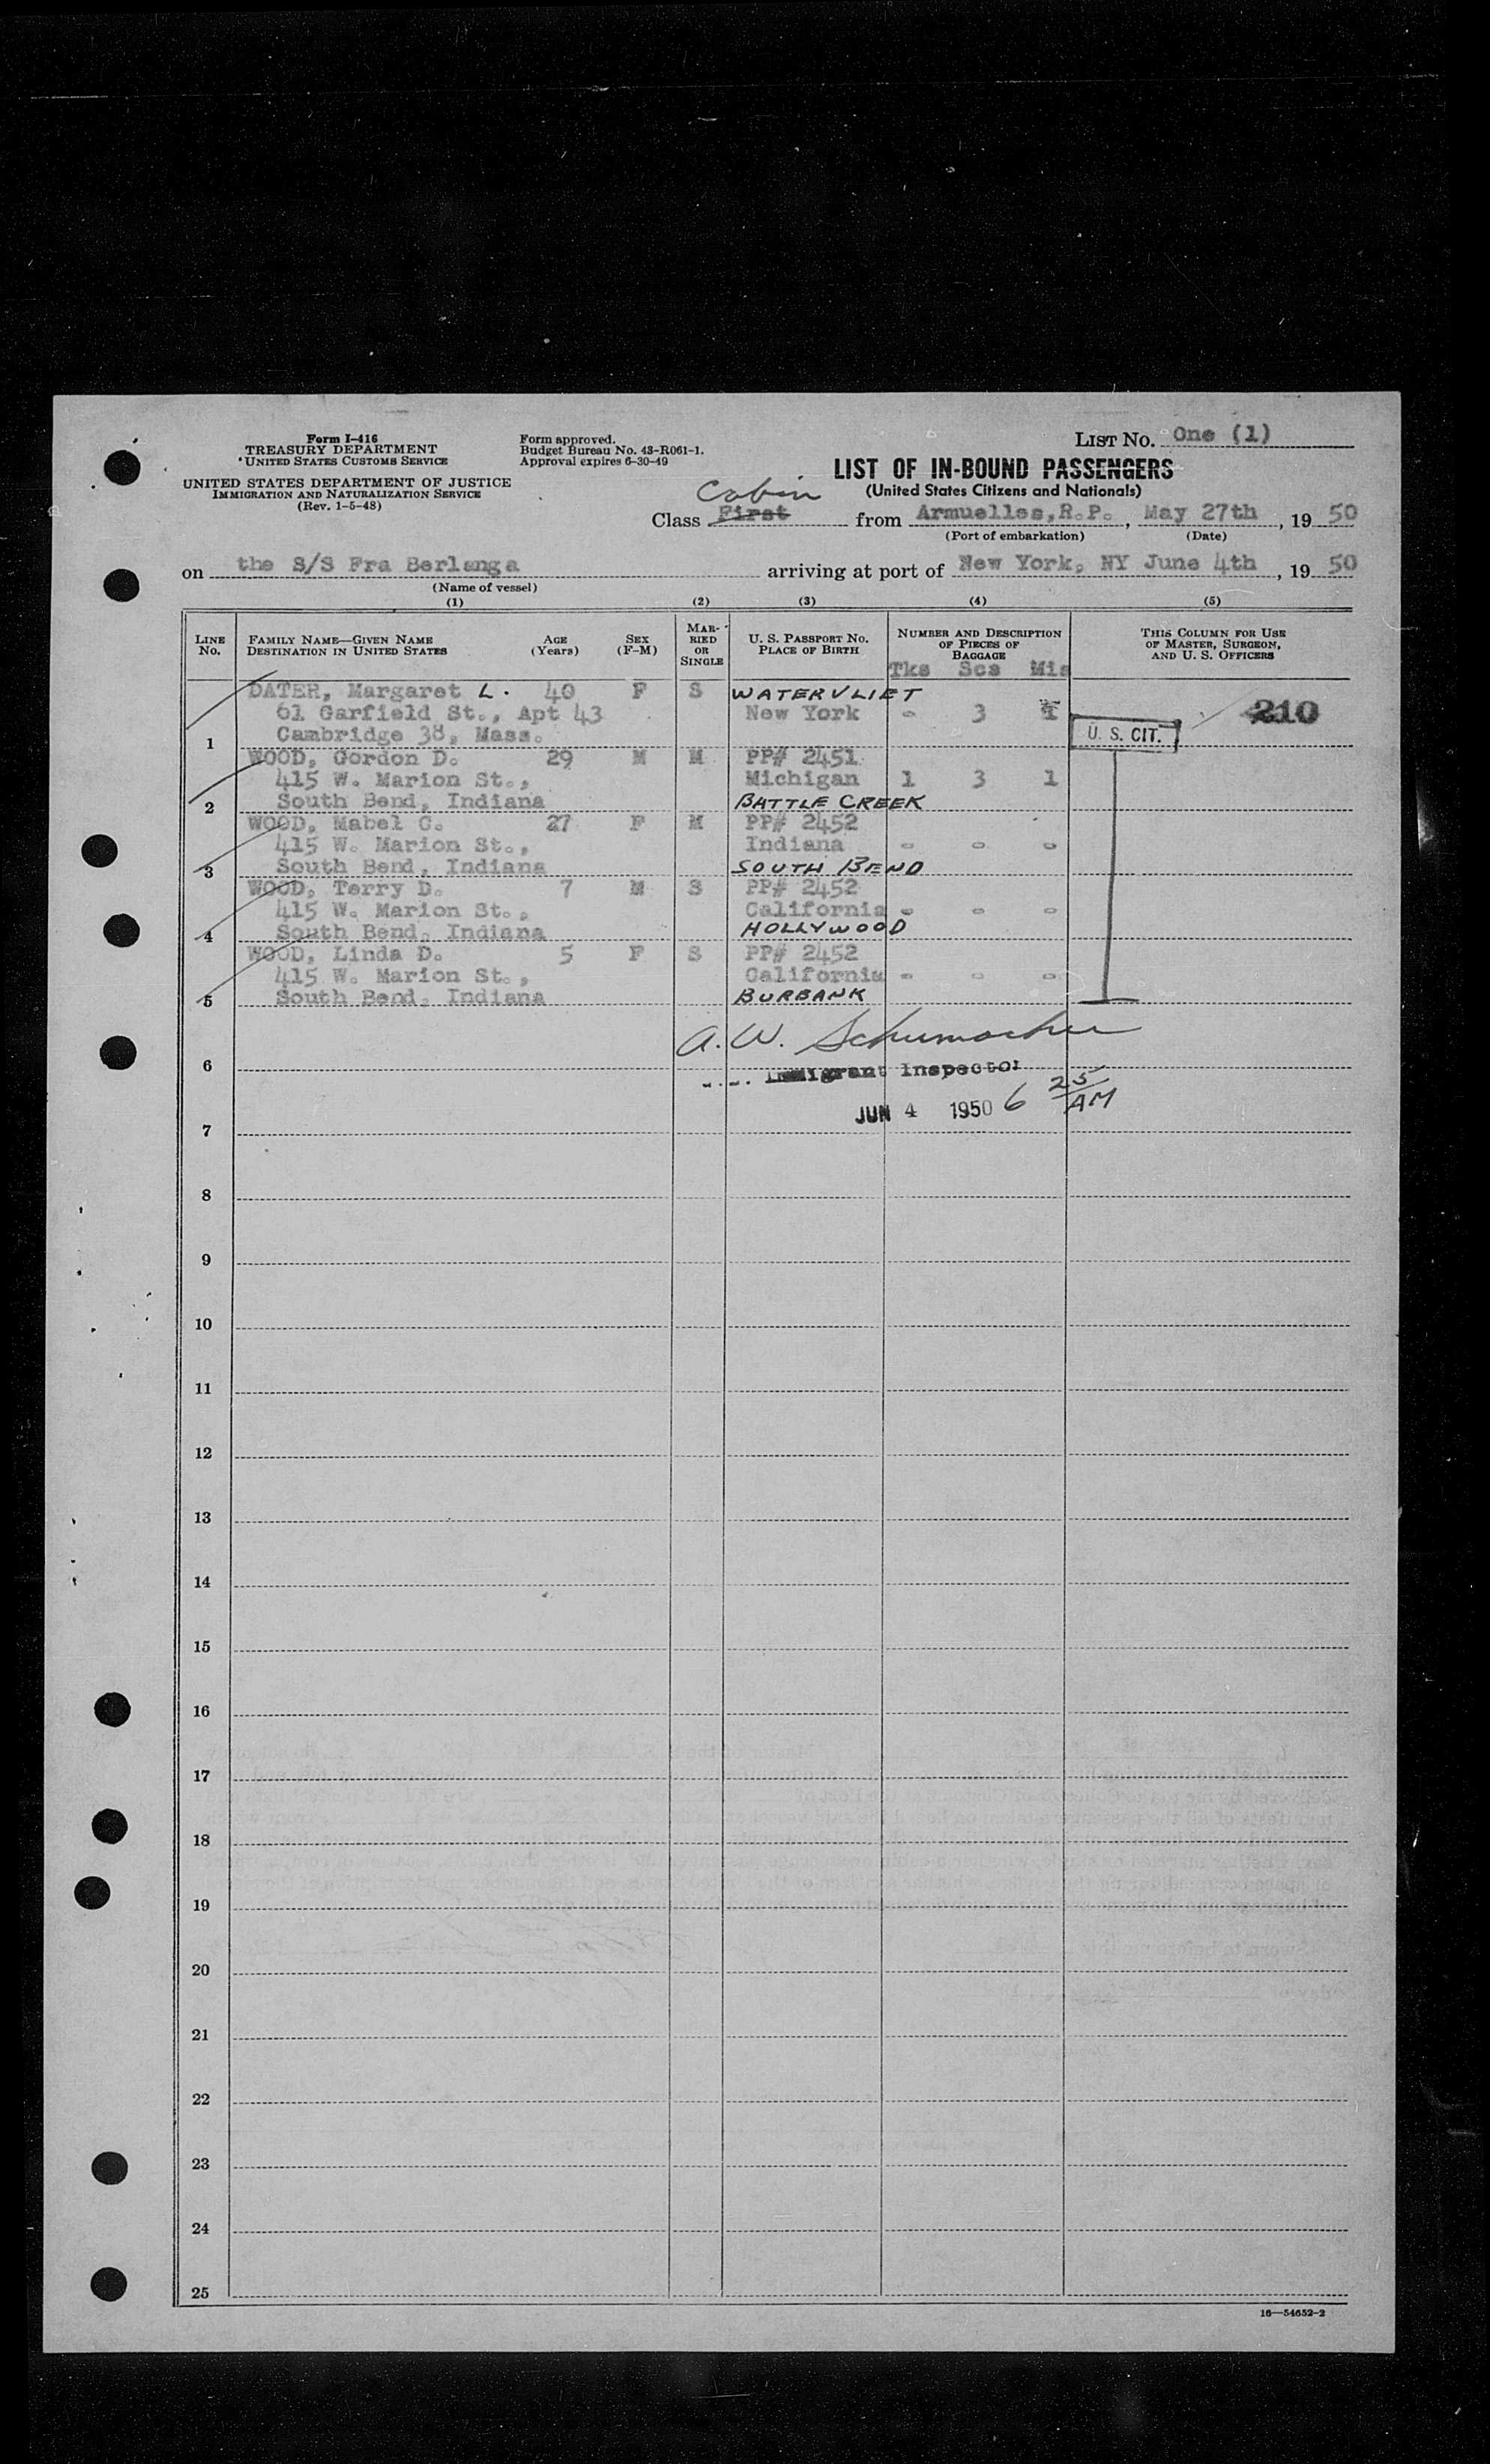 Form I-416
TREASURY DEPARTMENT
UNITED STATES CUSTOMS SERVICE
UNITED STATES DEPARTMENT OF JUSTICE
IMMIGRATION AND NATURALIZATION SERVICE
(Rev. 1-5-48)
Form approved.
Budget Bureau No. 43-R061-1.
Approval expires 6-30-49
LIST No. One (1)
LIST OF IN-BOUND PASSENGERS
(United States Citizens and Nationals)
Cabin
Class First from Armuelles, R.P., May 27th, 19 50
(Port of embarkation) (Date)
on the S/S Fra Berlanga arriving at port of New York, NY June 4th, 19 50
(Name of vessel)
(1) (2) (3) (4) (5)
LINE No. FAMILY NAME—GIVEN NAME DESTINATION IN UNITED STATES AGE (Years) SEX (F-M) MARRIED OR SINGLE U. S. PASSPORT No. PLACE OF BIRTH NUMBER AND DESCRIPTION OF PIECES OF BAGGAGE THIS COLUMN FOR USE OF MASTER, SURGEON, AND U. S. OFFICERS
Tks Scs Mis
DATER, Margaret L. 40 F S WATERVLIET
61 Garfield St., Apt 43 New York - 3 1 210
1 Cambridge 38, Mass. U. S. CIT.
WOOD, Gordon D. 29 M M PP# 2451
415 W. Marion St., Michigan 1 3 1
2 South Bend, Indiana BATTLE CREEK
WOOD, Mabel C. 27 F M PP# 2452
415 W. Marion St., Indiana - - -
3 South Bend, Indiana SOUTH BEND
WOOD, Terry D. 7 M S PP# 2452
415 W. Marion St., California - - -
4 South Bend, Indiana HOLLYWOOD
WOOD, Linda D. 5 F S PP# 2452
415 W. Marion St., California - - -
5 South Bend, Indiana BURBANK
A. W. Schumacher
6 Immigrant Inspector
JUN 4 1950 6 25 AM
7
8
9
10
11
12
13
14
15
16
17
18
19
20
21
22
23
24
25
16—54652-2